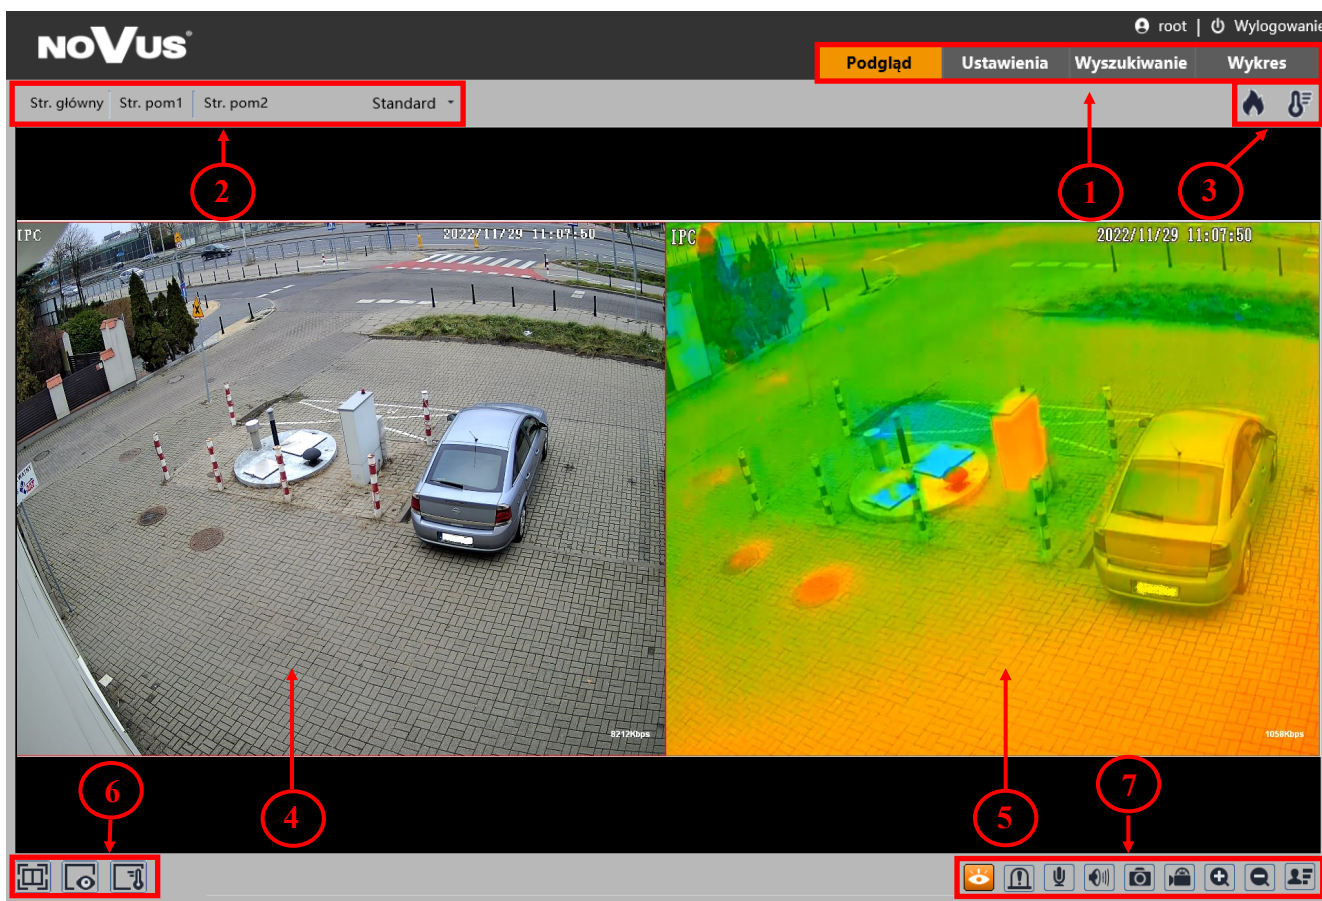 NOVUS
root | Wylogowanie
Podgląd Ustawienia Wyszukiwanie Wykres
Str. główny Str. pom1 Str. pom2 Standard
2
1
3
IPC 2022/11/29 11:07:50
IPC 2022/11/29 11:07:50
8212Kbps
1058Kbps
6
4
5
7